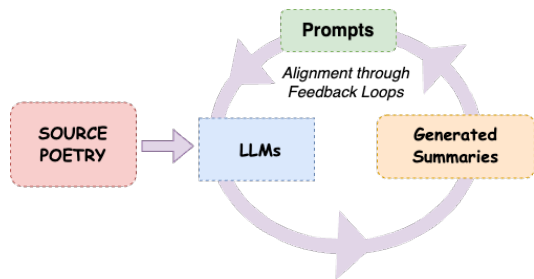 Prompts
Alignment through
Feedback Loops
SOURCE
POETRY
LLMs
Generated
Summaries